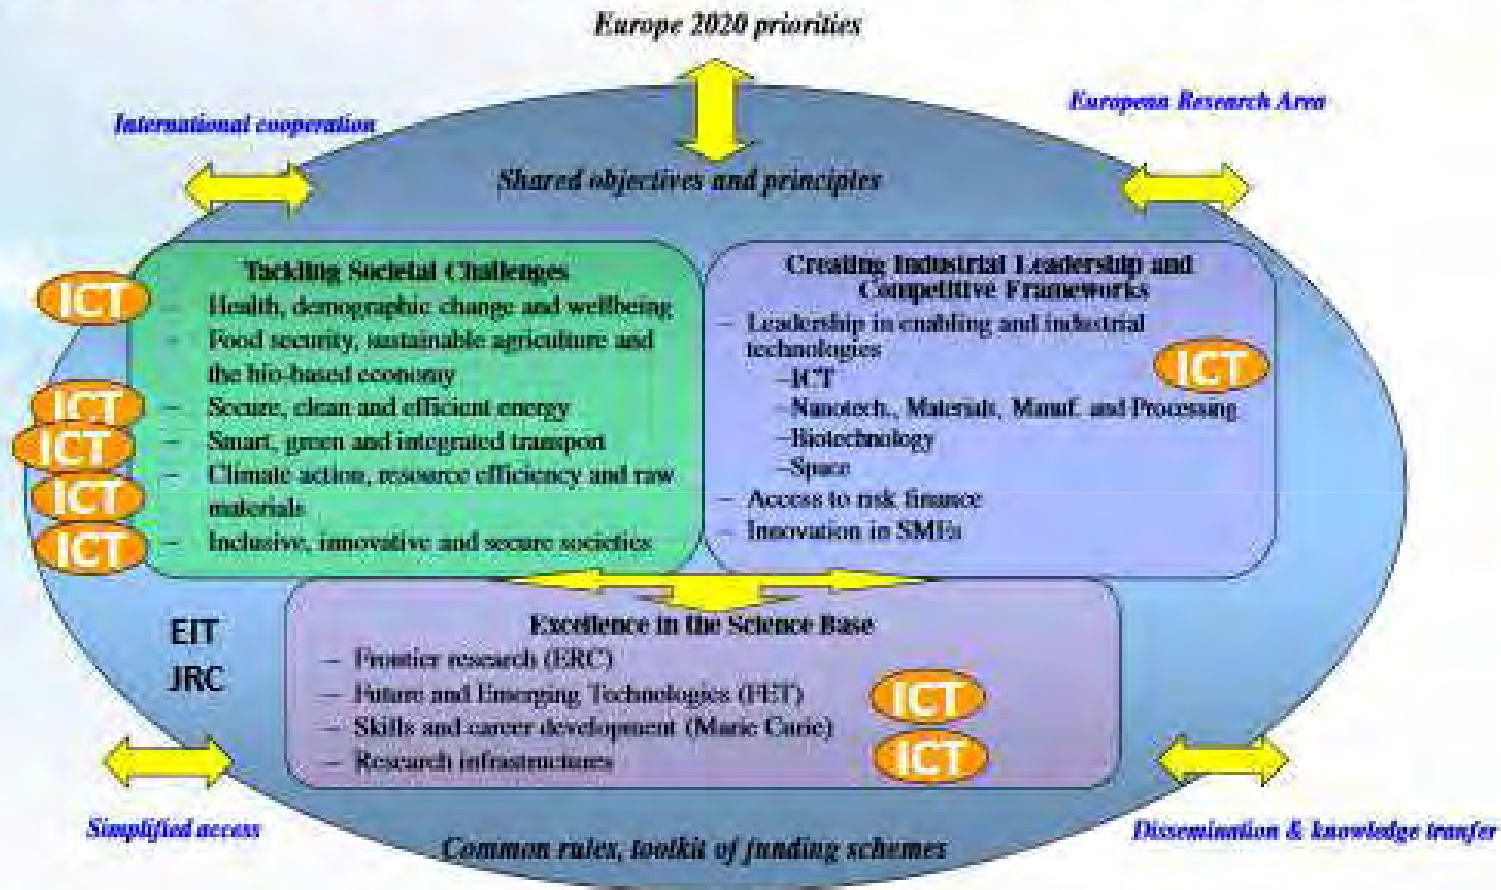 Europe 2020 priorities
International cooperation
European Research Area
Shared objectives and principles
Tackling Societal Challenges
ICT
– Health, demographic change and wellbeing
– Food security, sustainable agriculture and
the bio-based economy
ICT
– Secure, clean and efficient energy
ICT
– Smart, green and integrated transport
ICT
– Climate action, resource efficiency and raw
materials
ICT
– Inclusive, innovative and secure societies
Creating Industrial Leadership and
Competitive Frameworks
– Leadership in enabling and industrial
technologies
ICT
–ICT
–Nanotech., Materials, Manuf. and Processing
–Biotechnology
–Space
– Access to risk finance
– Innovation in SMEs
EIT
JRC
Excellence in the Science Base
– Frontier research (ERC)
– Future and Emerging Technologies (FET)
ICT
– Skills and career development (Marie Curie)
– Research infrastructures
ICT
Simplified access
Dissemination & knowledge tranfer
Common rules, tootkit of funding schemes